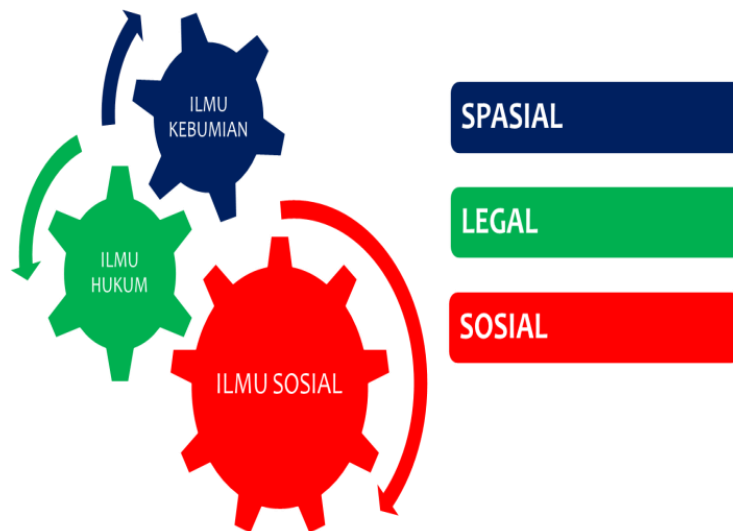 ILMU
KEBUMIAN
ILMU
HUKUM
ILMU SOSIAL
SPASIAL
LEGAL
SOSIAL